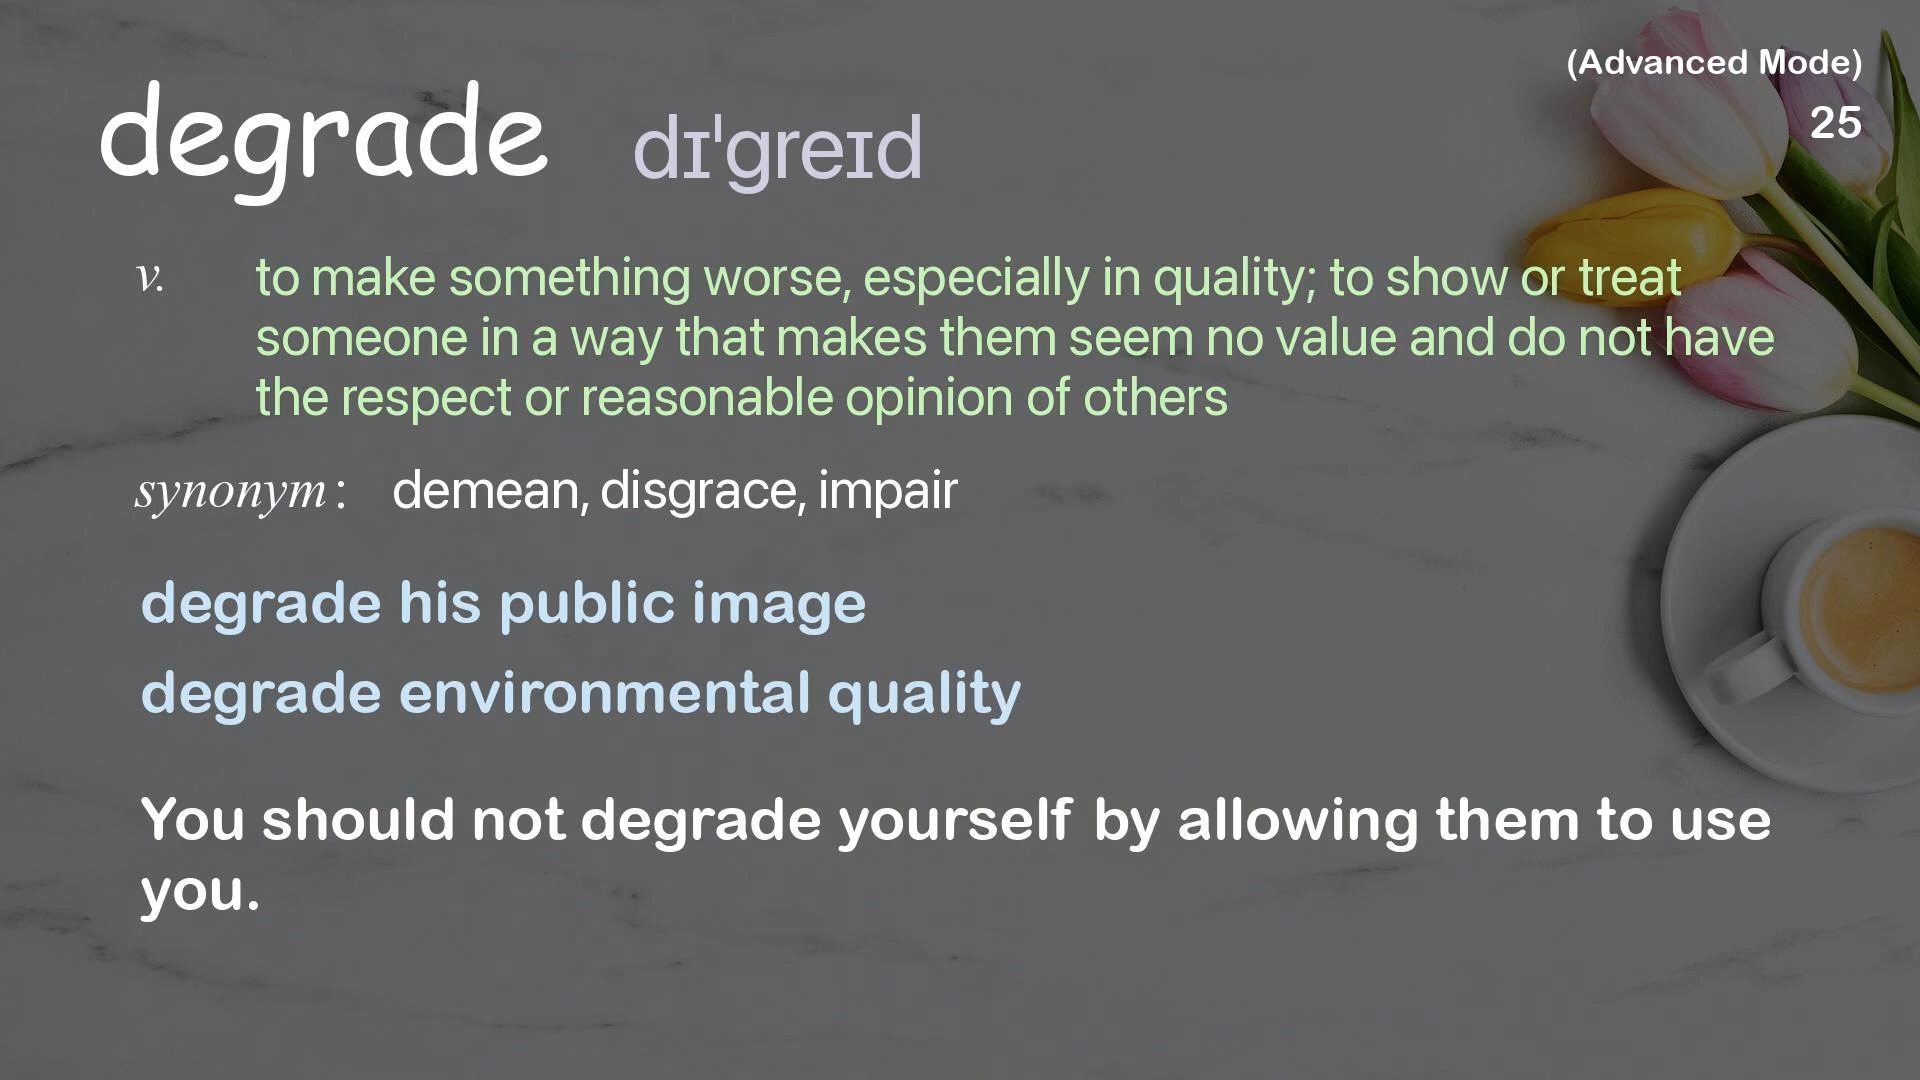 (Advanced Mode)
25
degrade dɪˈɡreɪd
v. to make something worse, especially in quality; to show or treat
someone in a way that makes them seem no value and do not have
the respect or reasonable opinion of others
synonym: demean, disgrace, impair
degrade his public image
degrade environmental quality
You should not degrade yourself by allowing them to use
you.